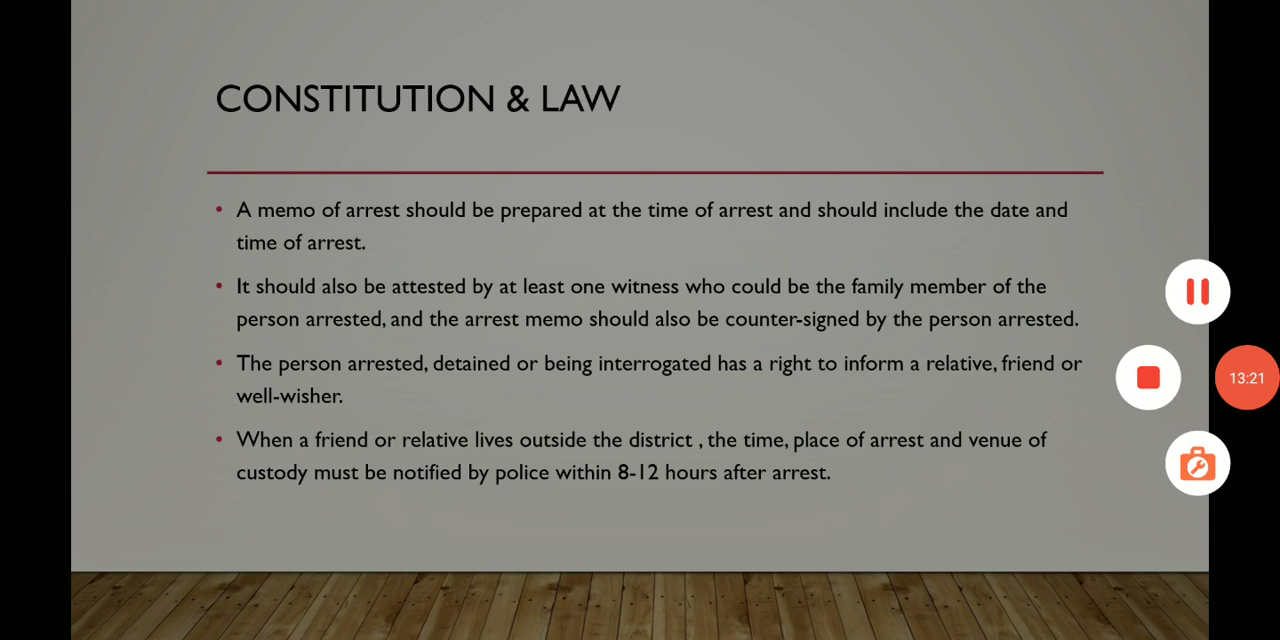 CONSTITUTION & LAW
• A memo of arrest should be prepared at the time of arrest and should include the date and
time of arrest.
• It should also be attested by at least one witness who could be the family member of the
person arrested, and the arrest memo should also be counter-signed by the person arrested.
• The person arrested, detained or being interrogated has a right to inform a relative, friend or
well-wisher.
• When a friend or relative lives outside the district , the time, place of arrest and venue of
custody must be notified by police within 8-12 hours after arrest.
13:21